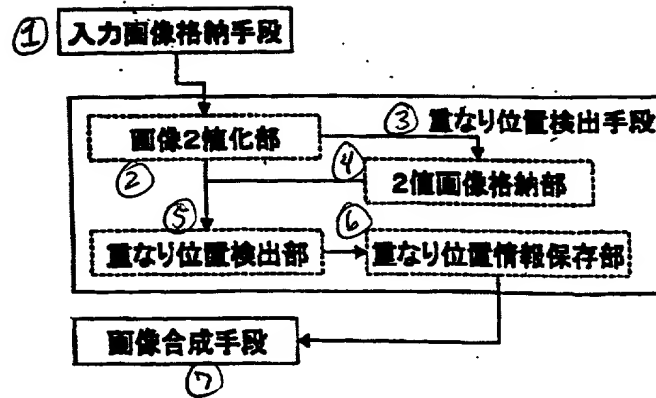 ① 入力画像格納手段
③ 重なり位置検出手段
画像2値化部
②
④
2値画像格納部
⑤
⑥
重なり位置検出部
重なり位置情報保存部
画像合成手段
⑦